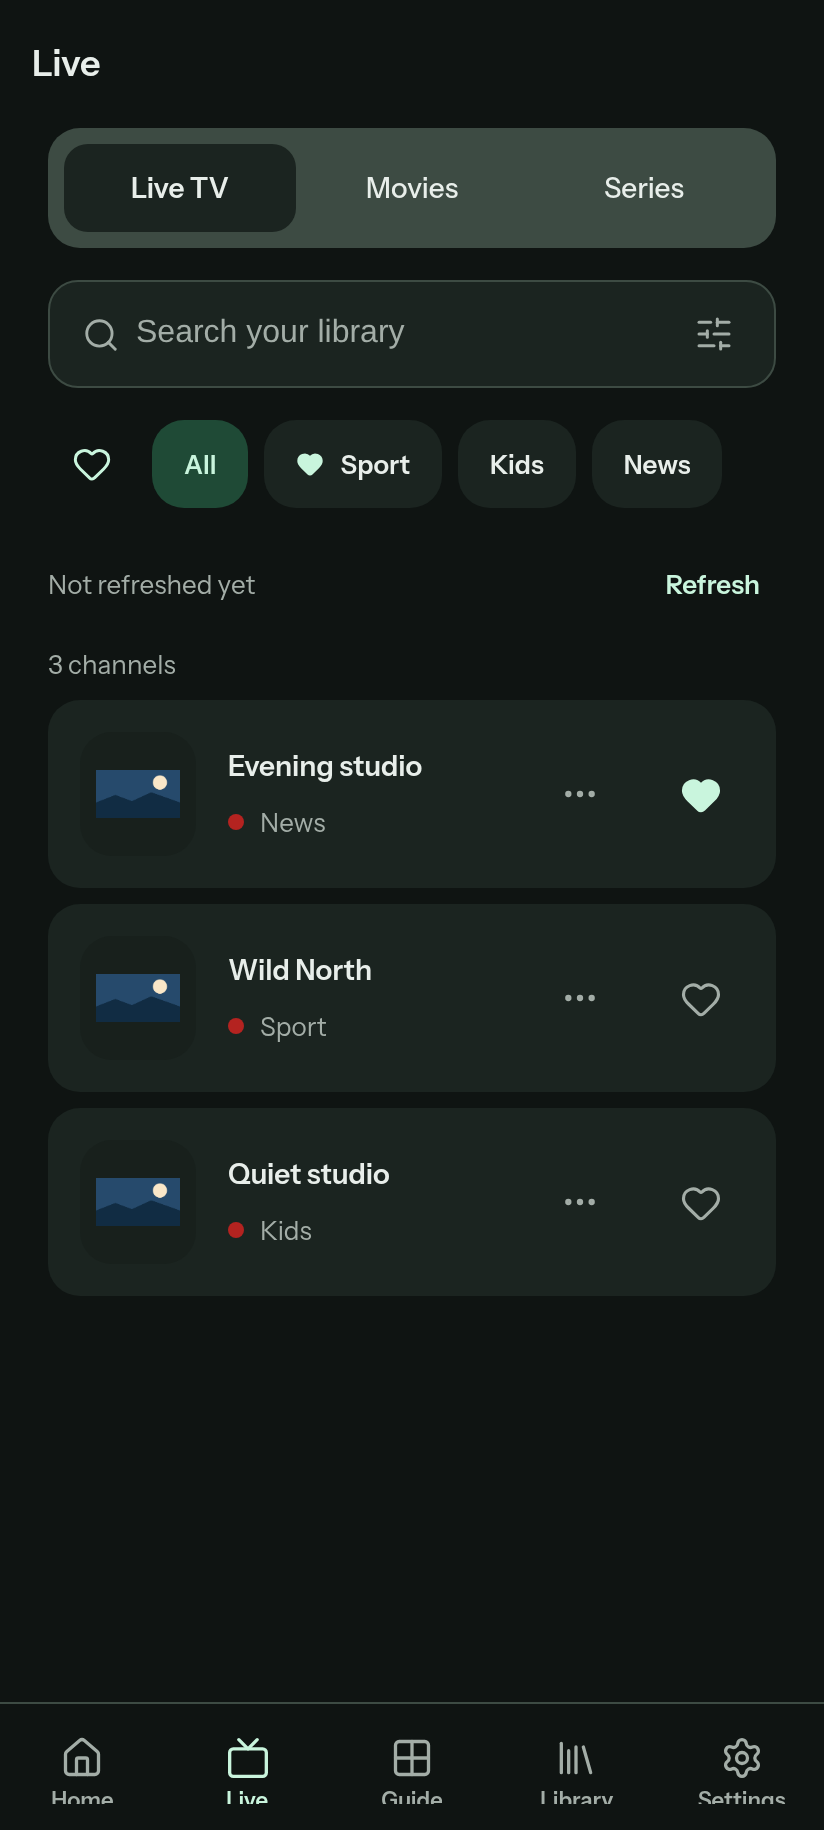 Live
Live TV Movies Series
Search your library
All Sport Kids News
Not refreshed yet Refresh
3 channels
Evening studio
News
Wild North
Sport
Quiet studio
Kids
Home Live Guide Library Settings